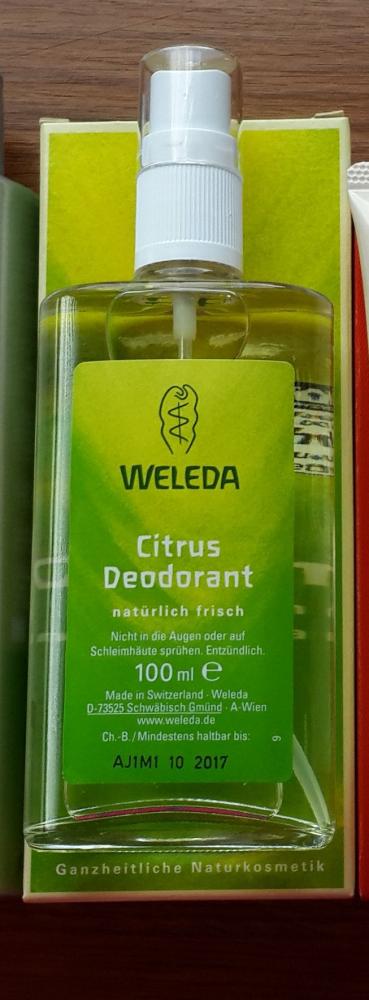 WELEDA
Citrus
Deodorant
natürlich frisch
Nicht in die Augen oder auf
Schleimhäute sprühen. Entzündlich.
100 ml ℮
Made in Switzerland · Weleda
D-73525 Schwäbisch Gmünd · A-Wien
www.weleda.de
Ch.-B./Mindestens haltbar bis:
AJ1M1 10 2017
Ganzheitliche Naturkosmetik